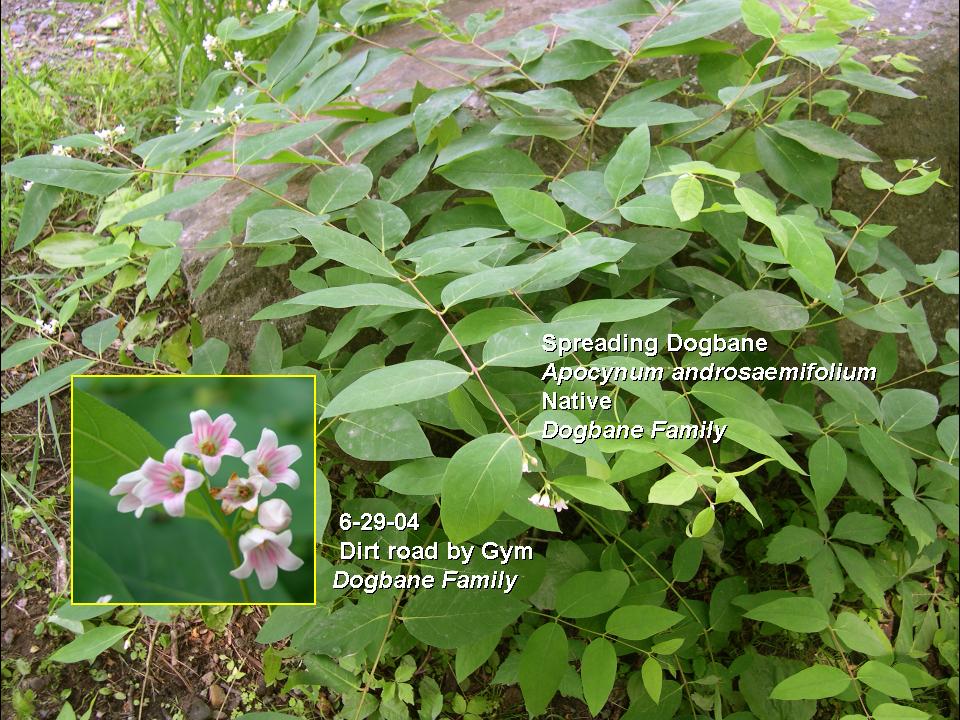 Spreading Dogbane
Apocynum androsaemifolium
Native
Dogbane Family
6-29-04
Dirt road by Gym
Dogbane Family